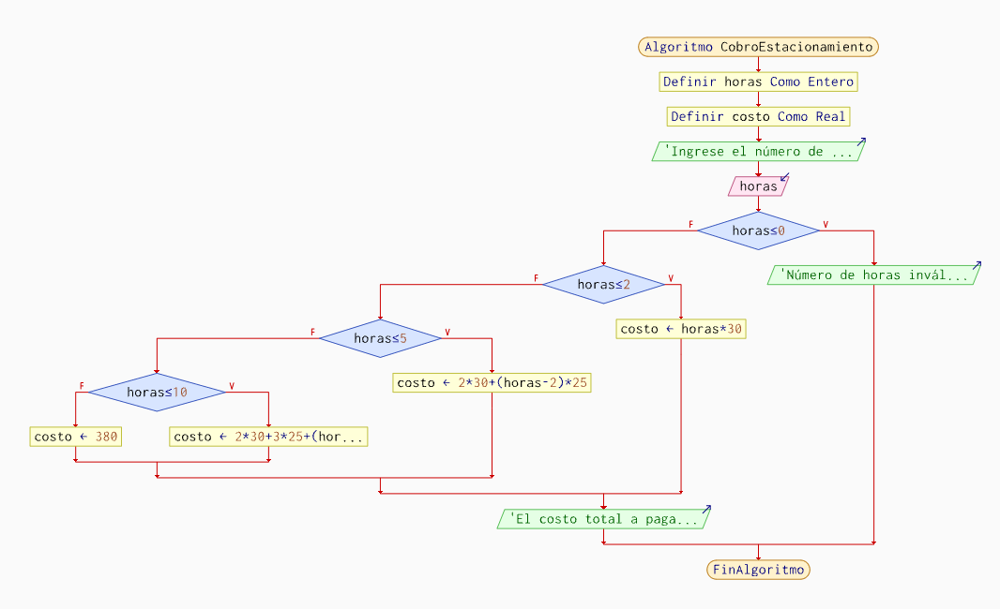 Algoritmo CobroEstacionamiento
Definir horas Como Entero
Definir costo Como Real
'Ingrese el número de ...
horas
horas≤0
F
V
'Número de horas invál...
horas≤2
F
V
costo ← horas*30
horas≤5
F
V
costo ← 2*30+(horas-2)*25
horas≤10
F
V
costo ← 380
costo ← 2*30+3*25+(hor...
'El costo total a paga...
FinAlgoritmo